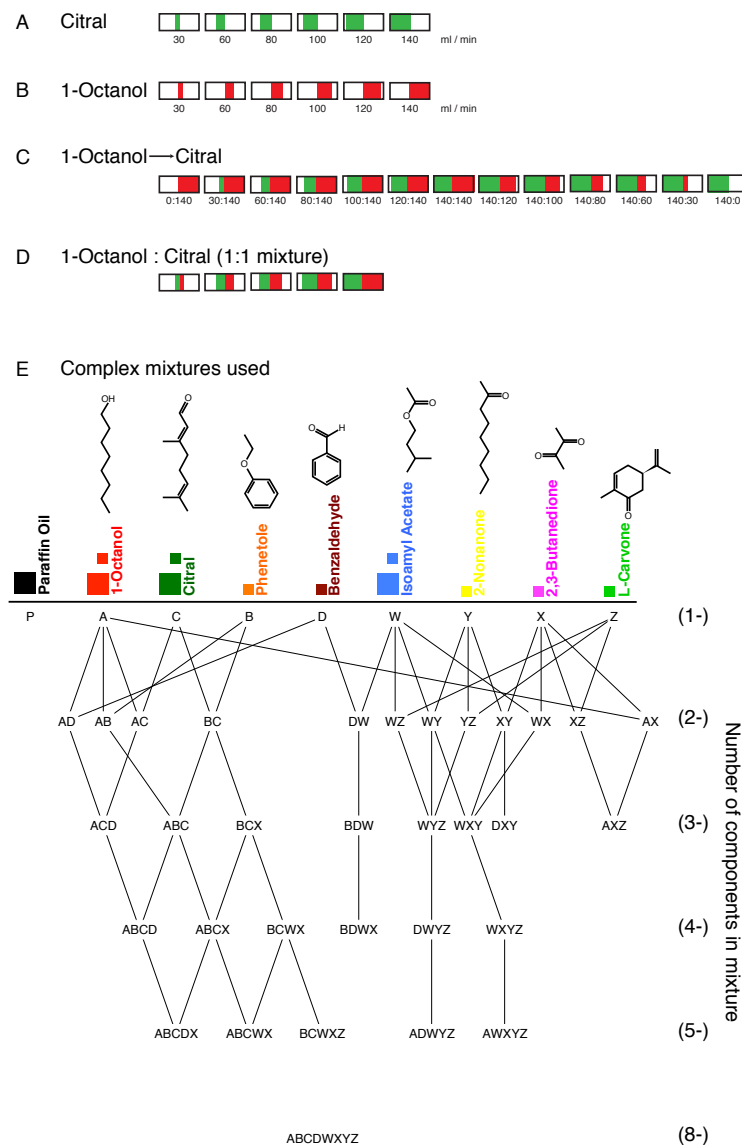 A Citral
30 60 80 100 120 140 ml / min
B 1-Octanol
30 60 80 100 120 140 ml / min
C 1-Octanol → Citral
0:140 30:140 60:140 80:140 100:140 120:140 140:140 140:120 140:100 140:80 140:60 140:30 140:0
D 1-Octanol : Citral (1:1 mixture)
E Complex mixtures used
OH O O O H O O O O O O
Paraffin Oil
1-Octanol
Citral
Phenetole
Benzaldehyde
Isoamyl Acetate
2-Nonanone
2,3-Butanedione
L-Carvone
P A C B D W Y X Z (1-)
AD AB AC BC DW WZ WY YZ XY WX XZ AX (2-)
ACD ABC BCX BDW WYZ WXY DXY AXZ (3-)
ABCD ABCX BCWX BDWX DWYZ WXYZ (4-)
ABCDX ABCWX BCWXZ ADWYZ AWXYZ (5-)
ABCDWXYZ (8-)
Number of components in mixture